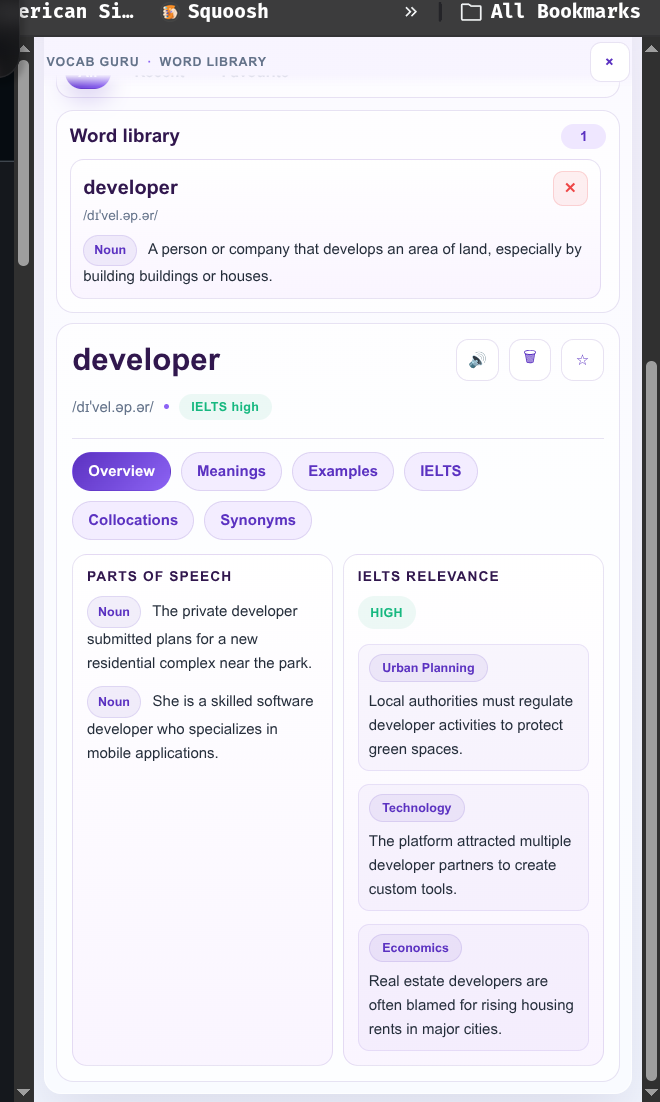 erican Si… Squoosh » All Bookmarks
VOCAB GURU · WORD LIBRARY ×
Word library 1
developer
/dɪˈvel.əp.ər/
Noun A person or company that develops an area of land, especially by
building buildings or houses.
developer
/dɪˈvel.əp.ər/ • IELTS high
Overview Meanings Examples IELTS
Collocations Synonyms
PARTS OF SPEECH
Noun The private developer
submitted plans for a new
residential complex near the park.
Noun She is a skilled software
developer who specializes in
mobile applications.
IELTS RELEVANCE
HIGH
Urban Planning
Local authorities must regulate
developer activities to protect
green spaces.
Technology
The platform attracted multiple
developer partners to create
custom tools.
Economics
Real estate developers are
often blamed for rising housing
rents in major cities.